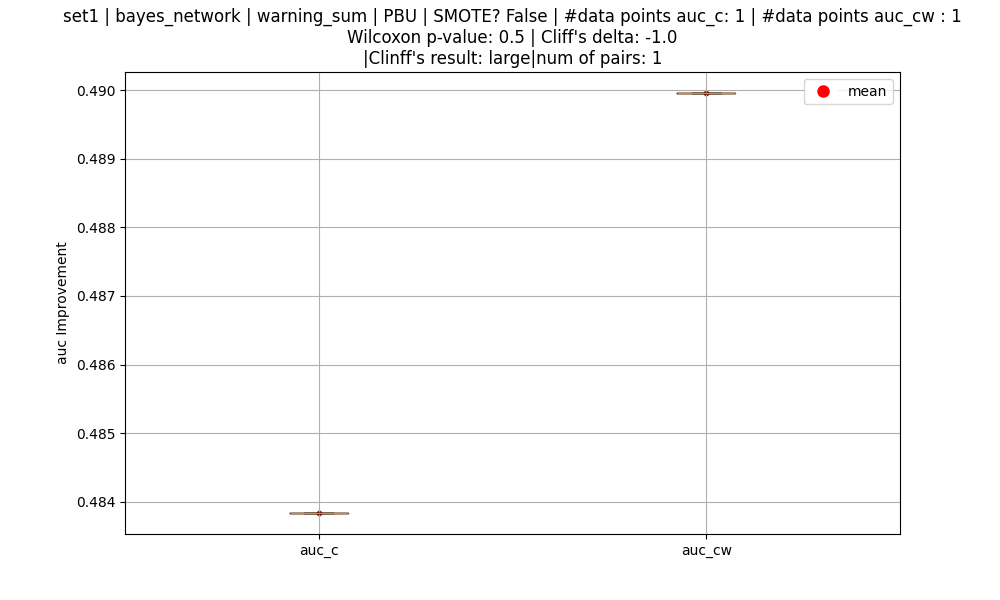 set1 | bayes_network | warning_sum | PBU | SMOTE? False | #data points auc_c: 1 | #data points auc_cw : 1
Wilcoxon p-value: 0.5 | Cliff's delta: -1.0
|Clinff's result: large|num of pairs: 1
mean
0.490
0.489
0.488
0.487
0.486
0.485
0.484
auc Improvement
auc_c
auc_cw